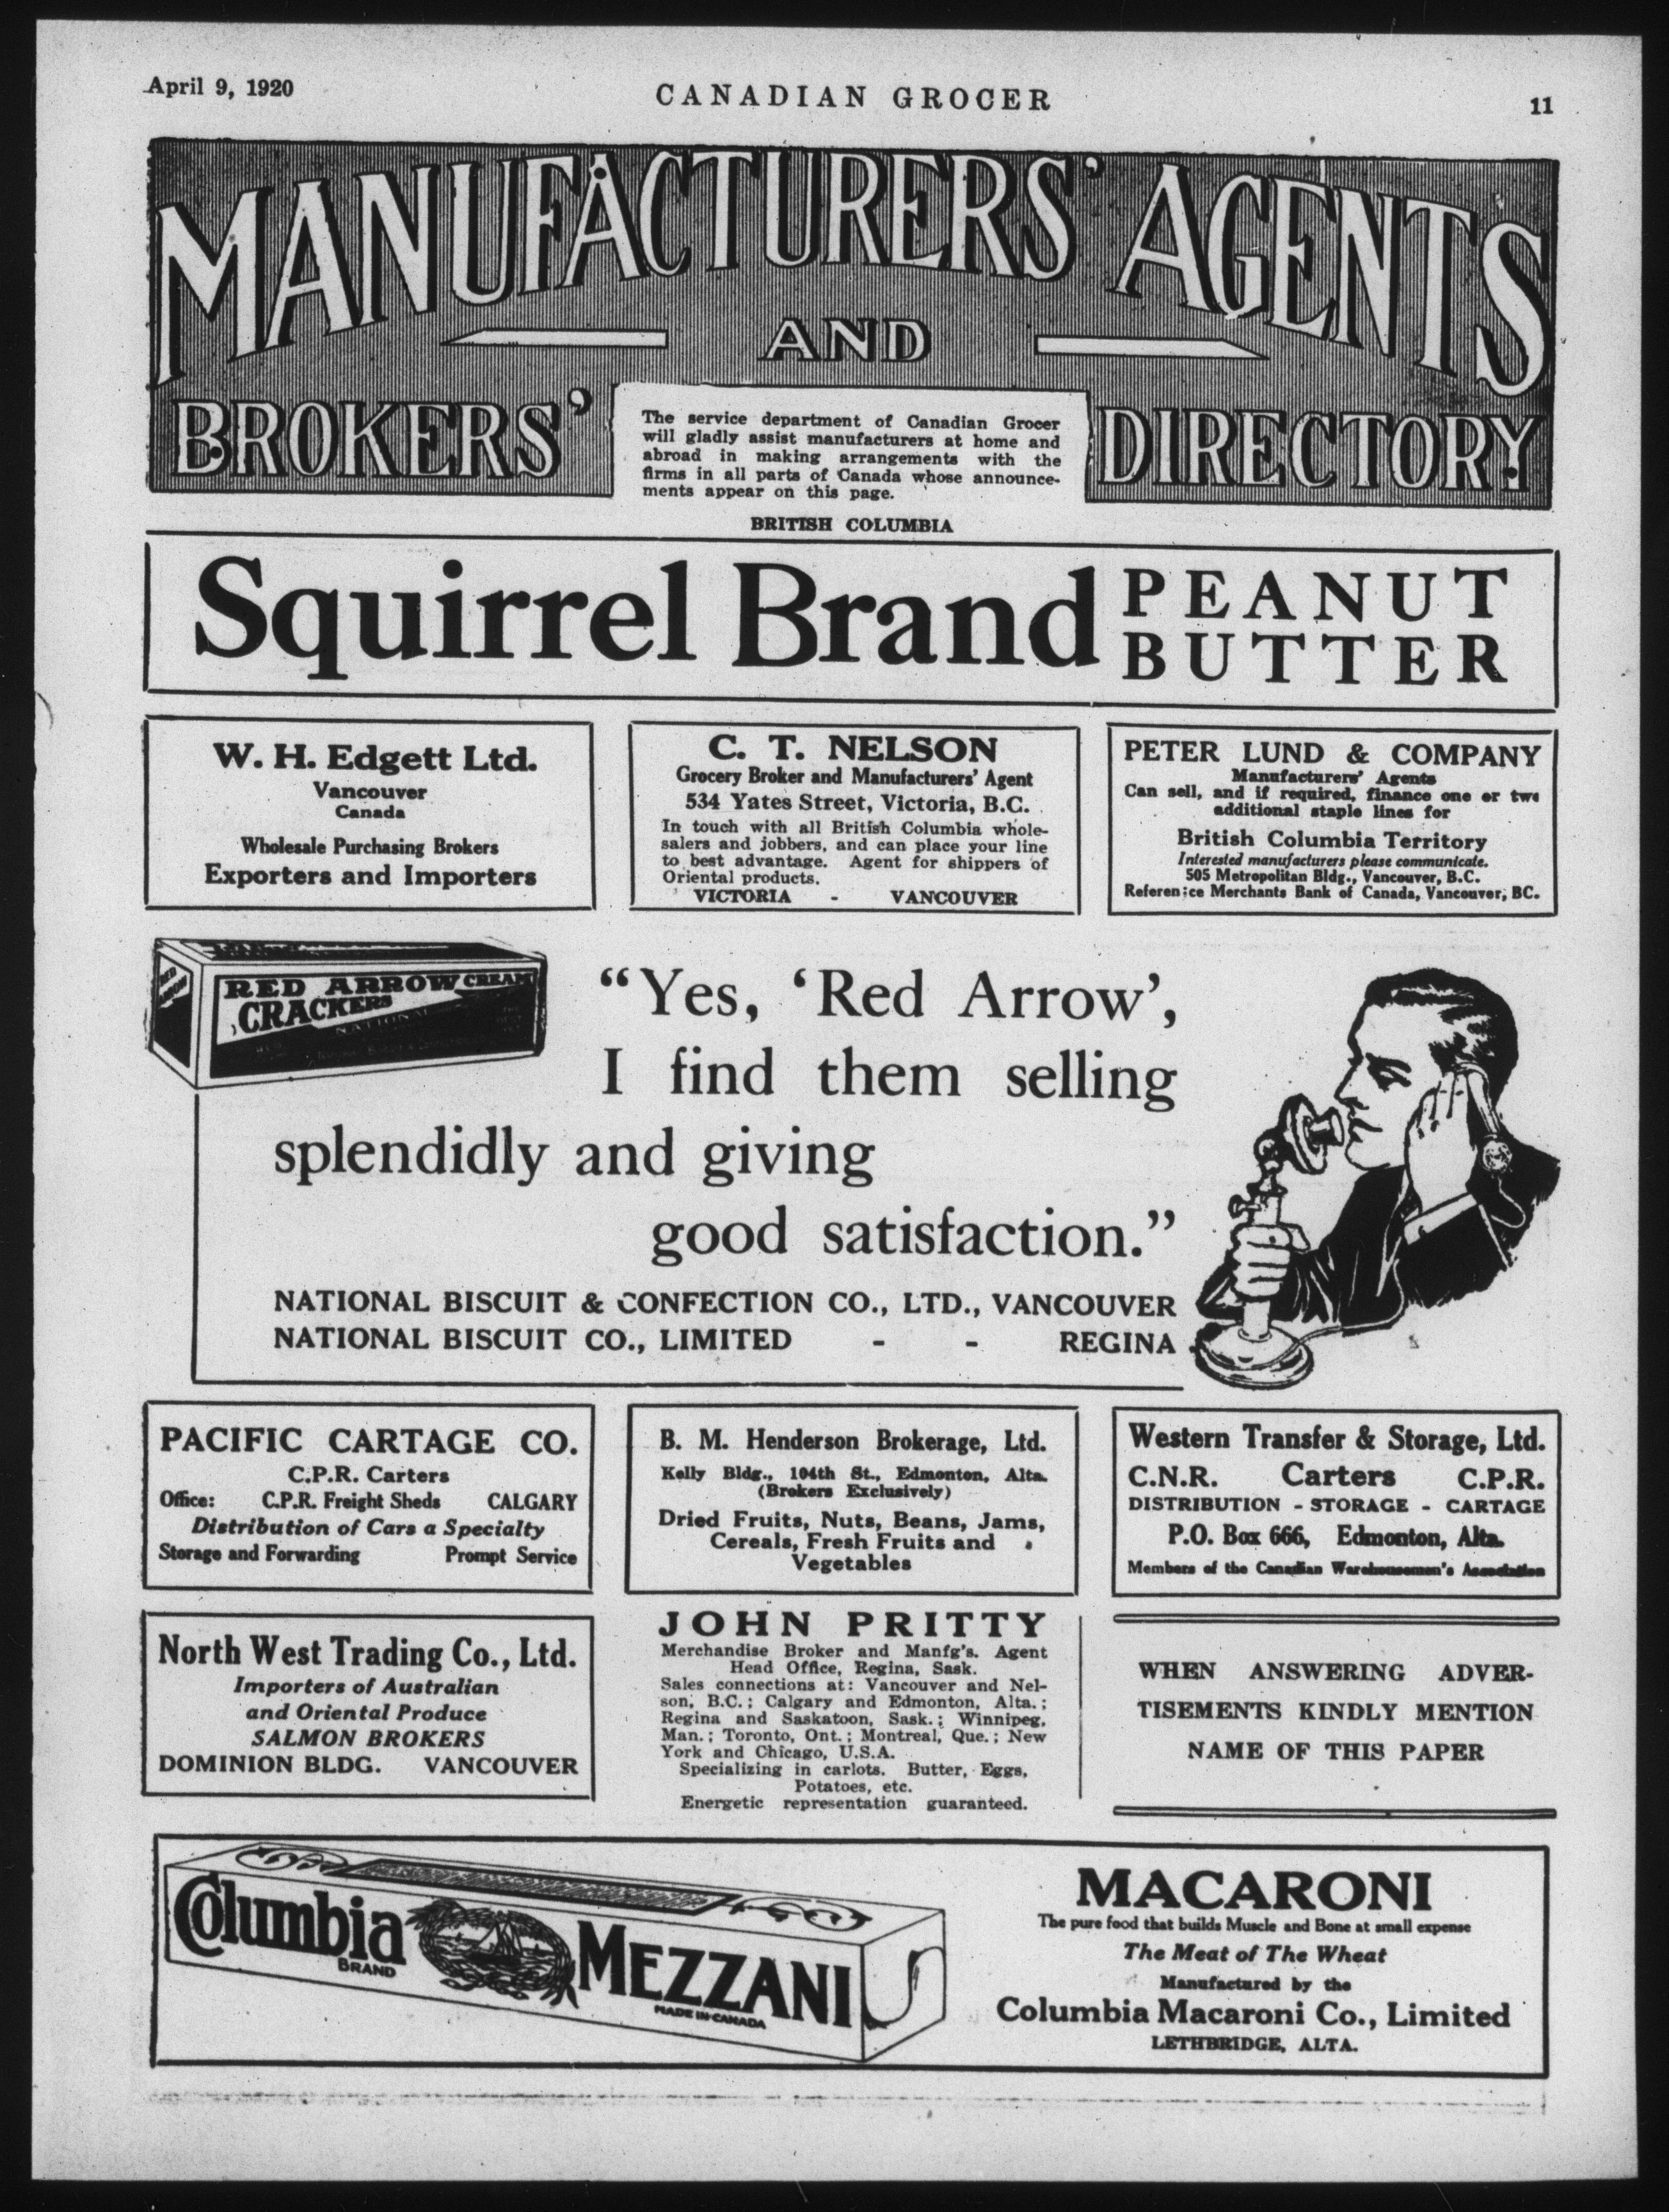 April 9, 1920
CANADIAN GROCER
11
MANUFACTURERS' AGENTS
AND
BROKERS'
DIRECTORY
The service department of Canadian Grocer
will gladly assist manufacturers at home and
abroad in making arrangements with the
firms in all parts of Canada whose announce-
ments appear on this page.
BRITISH COLUMBIA
Squirrel Brand
PEANUT
BUTTER
W. H. Edgett Ltd.
Vancouver
Canada
Wholesale Purchasing Brokers
Exporters and Importers
C. T. NELSON
Grocery Broker and Manufacturers' Agent
534 Yates Street, Victoria, B.C.
In touch with all British Columbia whole-
salers and jobbers, and can place your line
to best advantage. Agent for shippers of
Oriental products.
VICTORIA - VANCOUVER
PETER LUND & COMPANY
Manufacturers' Agents
Can sell, and if required, finance one or two
additional staple lines for
British Columbia Territory
Interested manufacturers please communicate.
505 Metropolitan Bldg., Vancouver, B.C.
Reference Merchants Bank of Canada, Vancouver, BC.
RED ARROW CREAM
CRACKERS
NATIONAL
"Yes, 'Red Arrow',
I find them selling
splendidly and giving
good satisfaction."
NATIONAL BISCUIT & CONFECTION CO., LTD., VANCOUVER
NATIONAL BISCUIT CO., LIMITED - - REGINA
PACIFIC CARTAGE CO.
C.P.R. Carters
Office: C.P.R. Freight Sheds CALGARY
Distribution of Cars a Specialty
Storage and Forwarding Prompt Service
B. M. Henderson Brokerage, Ltd.
Kelly Bldg., 104th St., Edmonton, Alta.
(Brokers Exclusively)
Dried Fruits, Nuts, Beans, Jams,
Cereals, Fresh Fruits and
Vegetables
Western Transfer & Storage, Ltd.
C.N.R. Carters C.P.R.
DISTRIBUTION - STORAGE - CARTAGE
P.O. Box 666, Edmonton, Alta.
Members of the Canadian Warehousemen's Association
North West Trading Co., Ltd.
Importers of Australian
and Oriental Produce
SALMON BROKERS
DOMINION BLDG. VANCOUVER
JOHN PRITTY
Merchandise Broker and Manfg's. Agent
Head Office, Regina, Sask.
Sales connections at: Vancouver and Nel-
son, B.C.; Calgary and Edmonton, Alta.;
Regina and Saskatoon, Sask.; Winnipeg,
Man.; Toronto, Ont.; Montreal, Que.; New
York and Chicago, U.S.A.
Specializing in carlots. Butter, Eggs,
Potatoes, etc.
Energetic representation guaranteed.
WHEN ANSWERING ADVER-
TISEMENTS KINDLY MENTION
NAME OF THIS PAPER
Columbia
BRAND
MEZZANI
MADE IN CANADA
MACARONI
The pure food that builds Muscle and Bone at small expense
The Meat of The Wheat
Manufactured by the
Columbia Macaroni Co., Limited
LETHBRIDGE, ALTA.